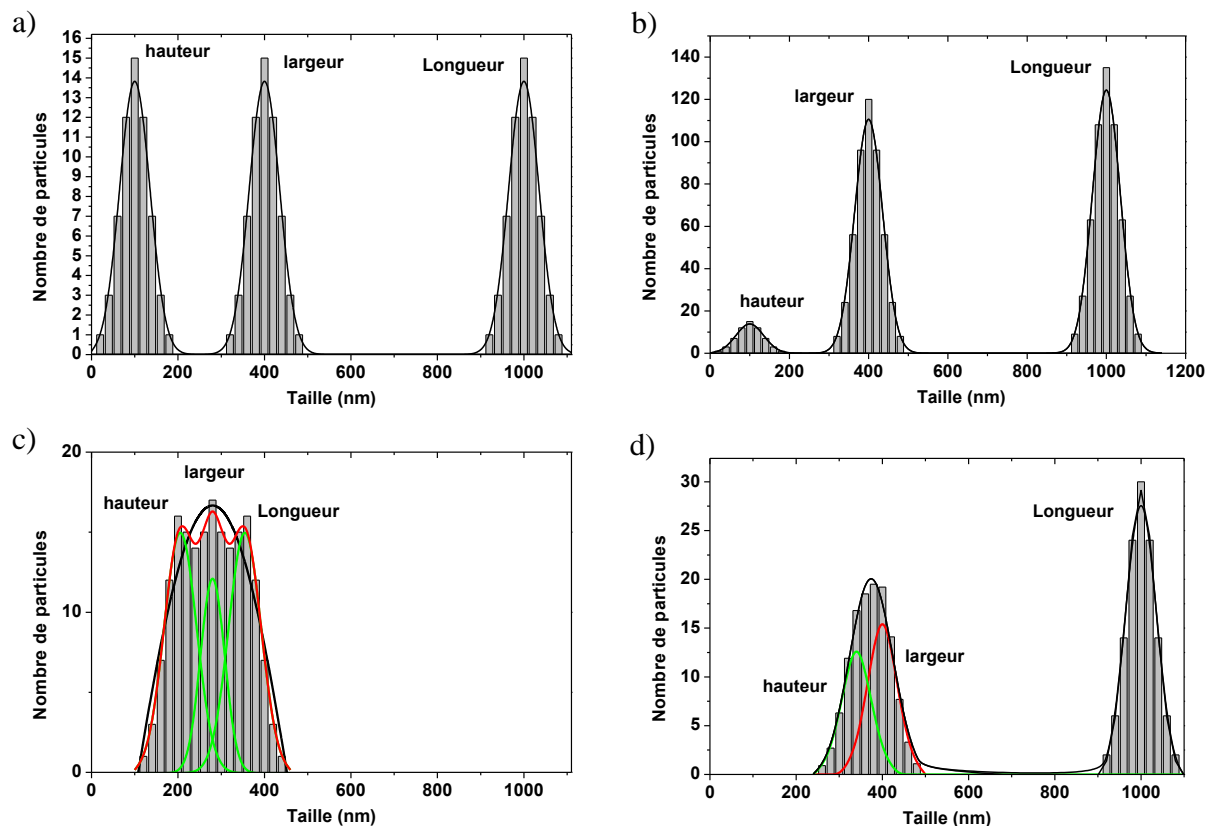 a)
16
15
14
13
12
11
10
9
8
7
6
5
4
3
2
1
0
Nombre de particules
hauteur
largeur
Longueur
0 200 400 600 800 1000
Taille (nm)
b)
140
120
100
80
60
40
20
0
Nombre de particules
Longueur
largeur
hauteur
0 200 400 600 800 1000 1200
Taille (nm)
c)
20
10
0
Nombre de particules
largeur
hauteur
Longueur
0 200 400 600 800 1000
Taille (nm)
d)
30
25
20
15
10
5
0
Nombre de particules
Longueur
largeur
hauteur
0 200 400 600 800 1000
Taille (nm)